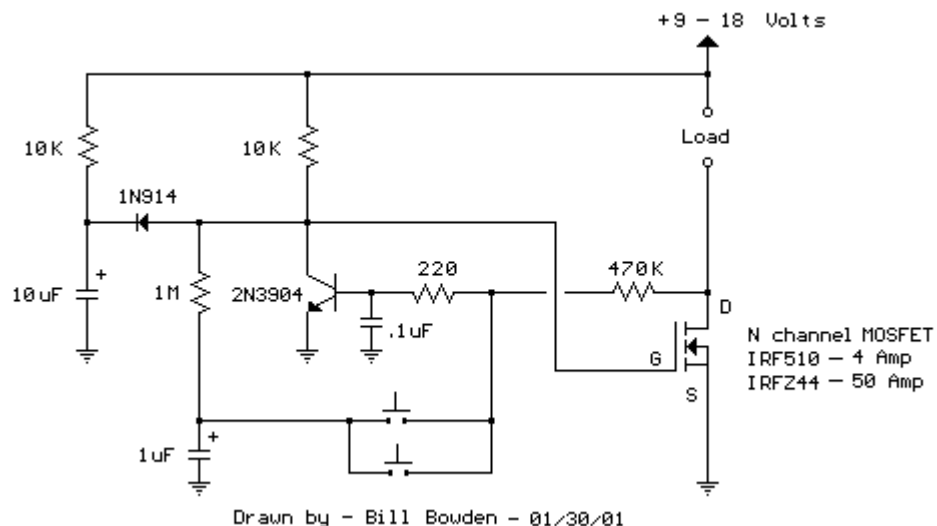 +9 - 18 Volts
10K
10K
Load
1N914
+
10uF
1M
2N3904
220
470K
.1uF
D
G
S
N channel MOSFET
IRF510 - 4 Amp
IRFZ44 - 50 Amp
+
1uF
Drawn by - Bill Bowden - 01/30/01